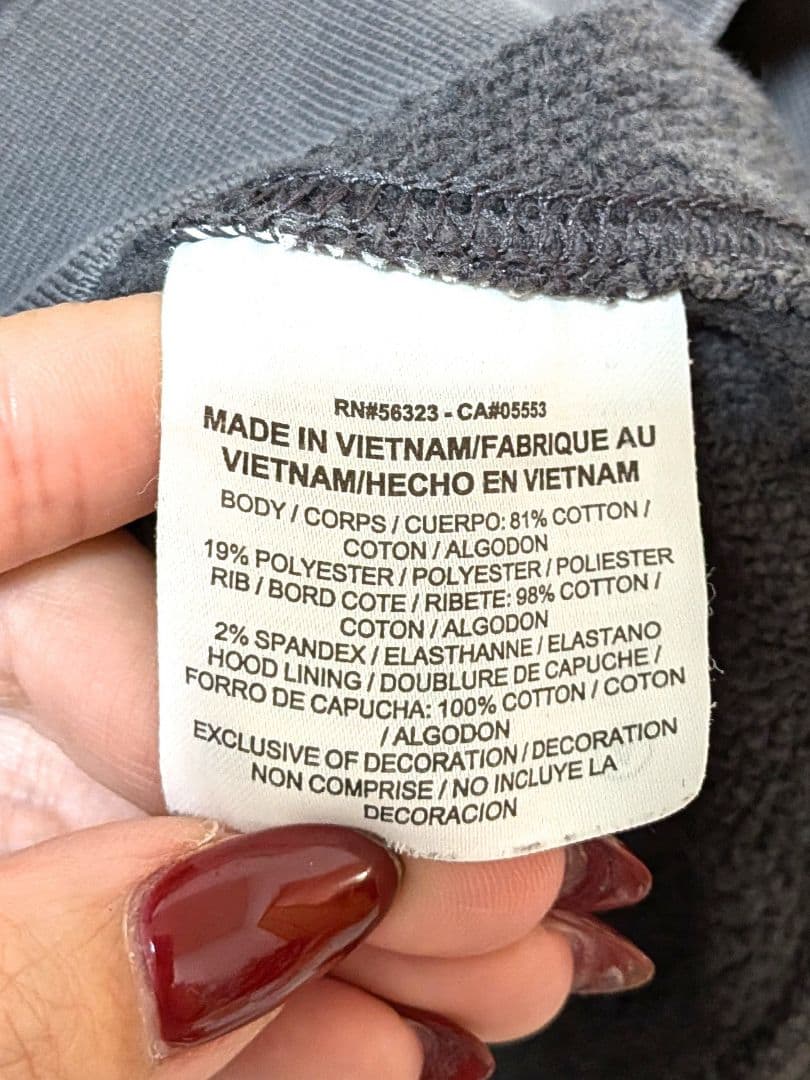 RN#56323 - CA#05553
MADE IN VIETNAM/FABRIQUE AU
VIETNAM/HECHO EN VIETNAM
BODY / CORPS / CUERPO: 81% COTTON /
COTON / ALGODON
19% POLYESTER / POLYESTER / POLIESTER
RIB / BORD COTE / RIBETE: 98% COTTON /
COTON / ALGODON
2% SPANDEX / ELASTHANNE / ELASTANO
HOOD LINING / DOUBLURE DE CAPUCHE /
FORRO DE CAPUCHA: 100% COTTON / COTON
/ ALGODON
EXCLUSIVE OF DECORATION / DECORATION
NON COMPRISE / NO INCLUYE LA
DECORACION